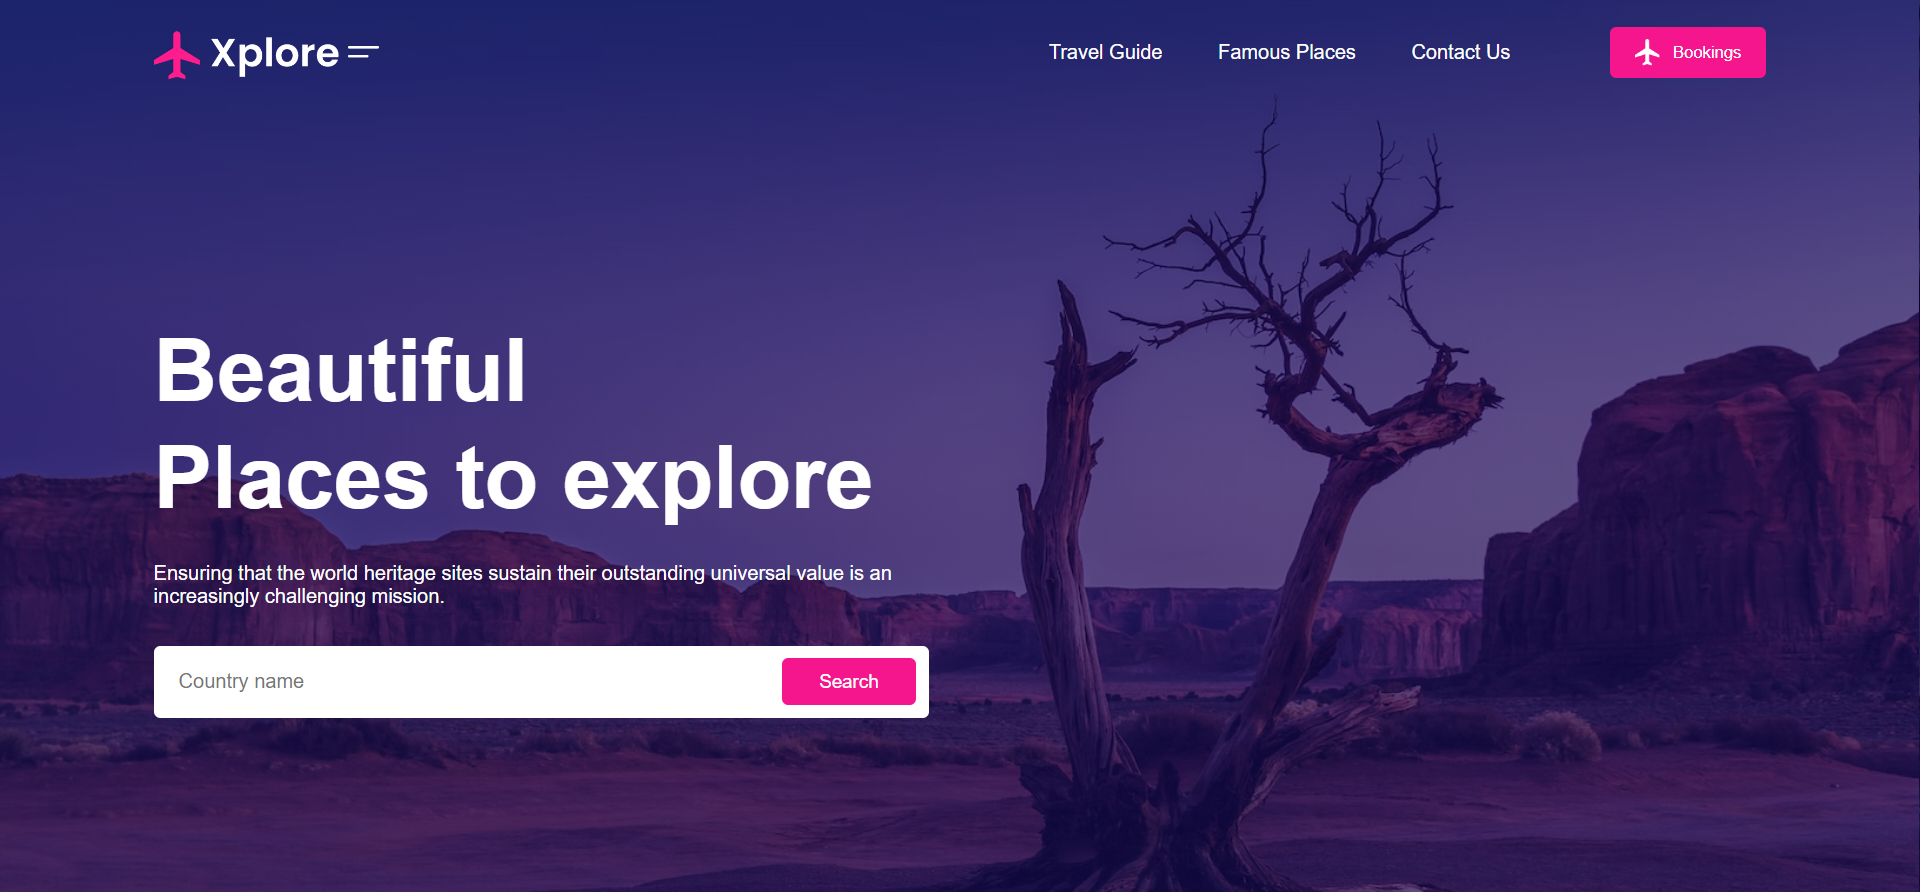 Xplore
Travel Guide
Famous Places
Contact Us
Bookings
Beautiful
Places to explore
Ensuring that the world heritage sites sustain their outstanding universal value is an
increasingly challenging mission.
Country name
Search